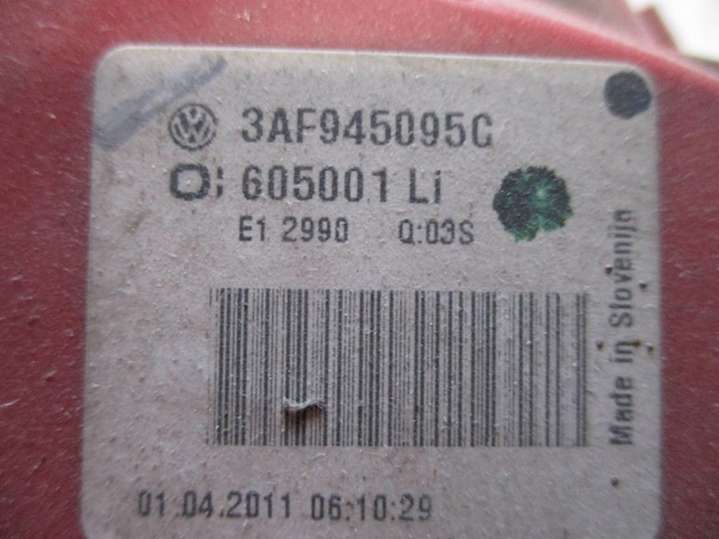 3AF945095C
O: 605001 Li
E1 2990 Q:03S
Made in Slovenija
01.04.2011 06:10:29